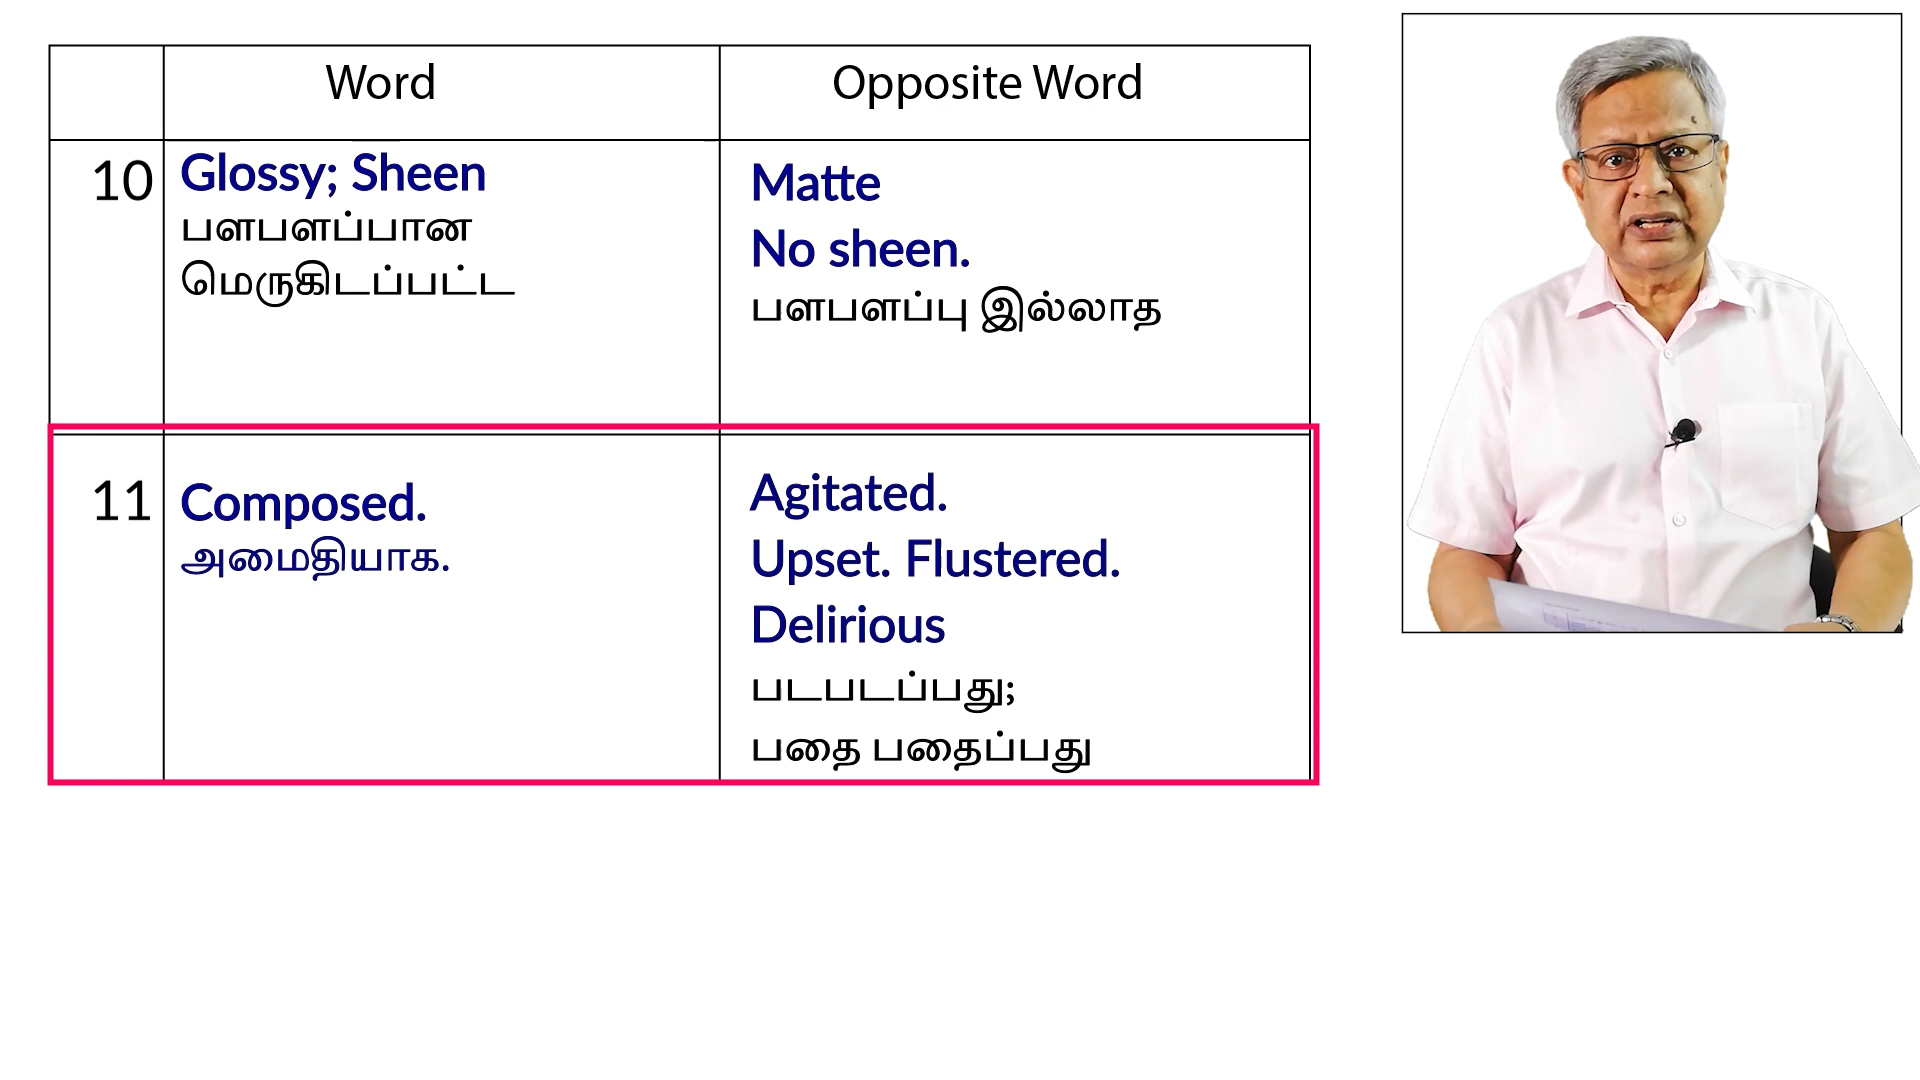 Word
Opposite Word
10
Glossy; Sheen
பளபளப்பான
மெருகிடப்பட்ட
Matte
No sheen.
பளபளப்பு இல்லாத
11
Composed.
அமைதியாக.
Agitated.
Upset. Flustered.
Delirious
படபடப்பது;
பதை பதைப்பது